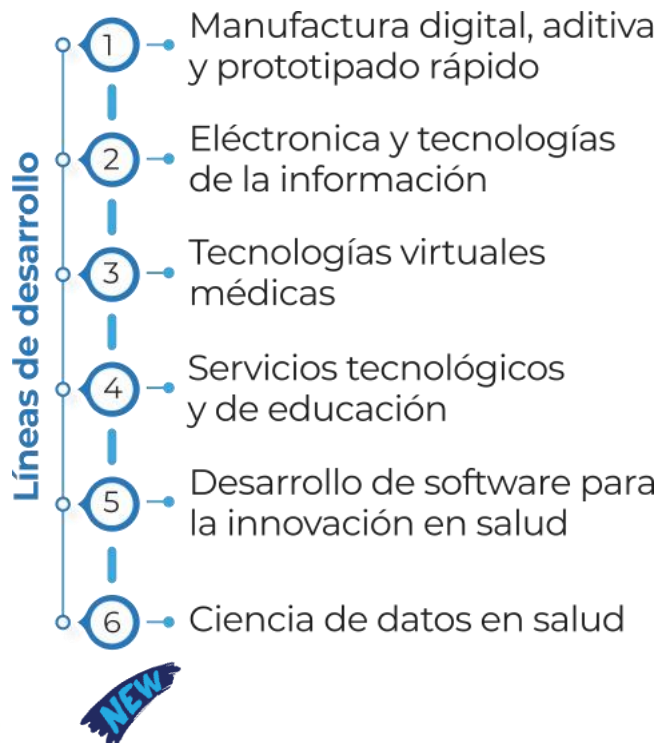 Líneas de desarrollo
1
Manufactura digital, aditiva
y prototipado rápido
2
Eléctronica y tecnologías
de la información
3
Tecnologías virtuales
médicas
4
Servicios tecnológicos
y de educación
5
Desarrollo de software para
la innovación en salud
6
Ciencia de datos en salud
NEW